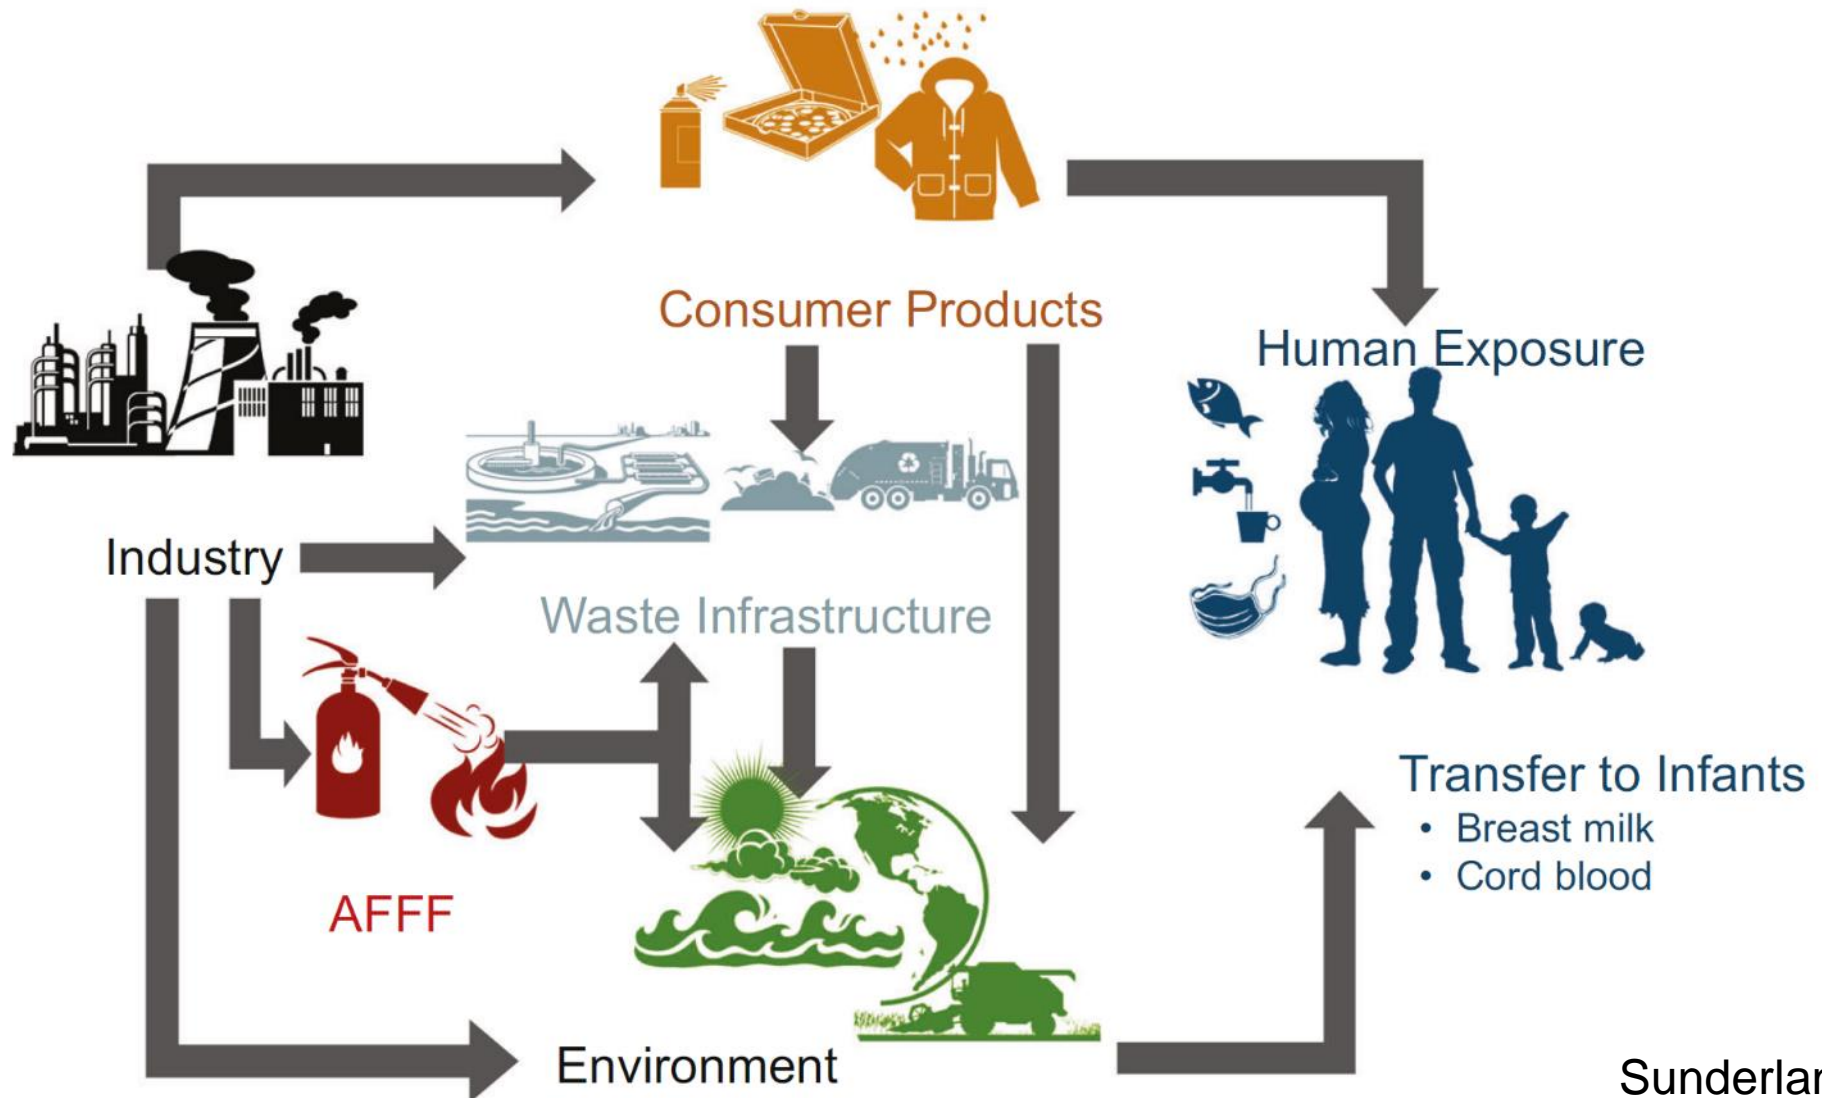 Consumer Products
Human Exposure
Industry
Waste Infrastructure
AFFF
Transfer to Infants
• Breast milk
• Cord blood
Environment